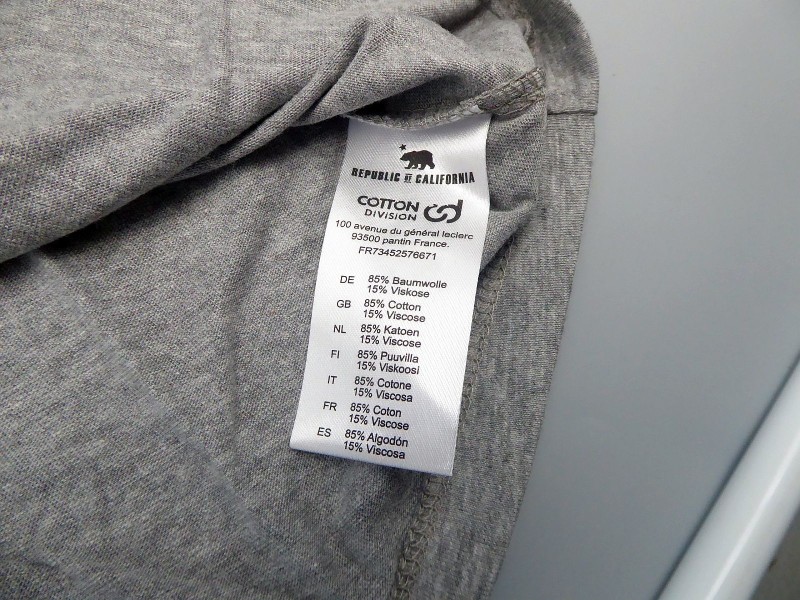 REPUBLIC OF CALIFORNIA
COTTON
DIVISION
100 avenue du général leclerc
93500 pantin France.
FR73452576671
DE 85% Baumwolle
15% Viskose
GB 85% Cotton
15% Viscose
NL 85% Katoen
15% Viscose
FI 85% Puuvilla
15% Viskoosi
IT 85% Cotone
15% Viscosa
FR 85% Coton
15% Viscose
ES 85% Algodón
15% Viscosa